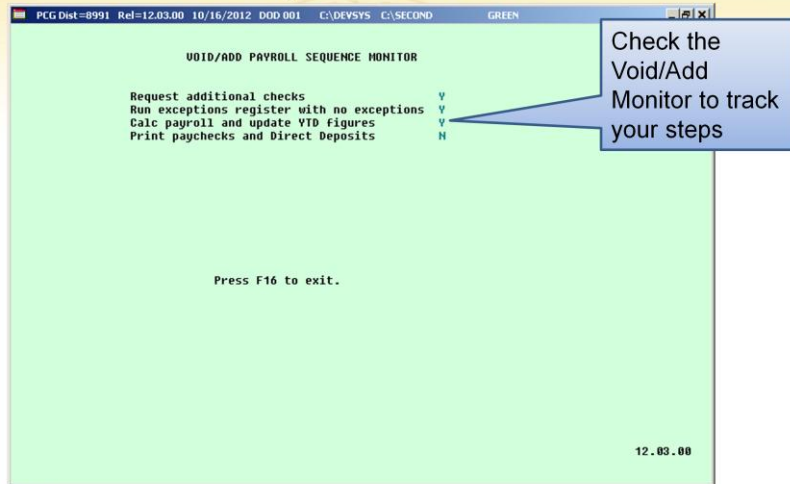 PCG Dist=8991 Rel=12.03.00 10/16/2012 DOD 001 C:\DEVSYS C:\SECOND GREEN
VOID/ADD PAYROLL SEQUENCE MONITOR
Request additional checks Y
Run exceptions register with no exceptions Y
Calc payroll and update YTD figures Y
Print paychecks and Direct Deposits N
Check the
Void/Add
Monitor to track
your steps
Press F16 to exit.
12.03.00